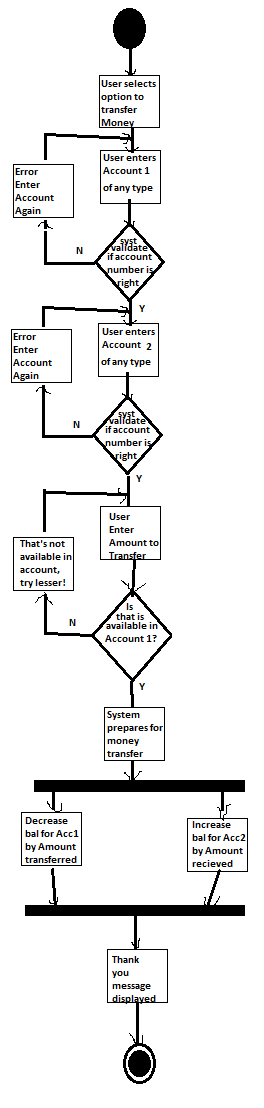 User selects
option to
transfer
Money
User enters
Account 1
of any type
Error
Enter
Account
Again
syst
validate
if account
number is
right
N
Y
User enters
Account 2
of any type
Error
Enter
Account
Again
syst
validate
if account
number is
right
N
Y
User
Enter
Amount to
Transfer
That's not
available in
account,
try lesser!
Is
that is
available in
Account 1?
N
Y
System
prepares for
money
transfer
Decrease
bal for Acc1
by Amount
transferred
Increase
bal for Acc2
by Amount
recieved
Thank
you
message
displayed